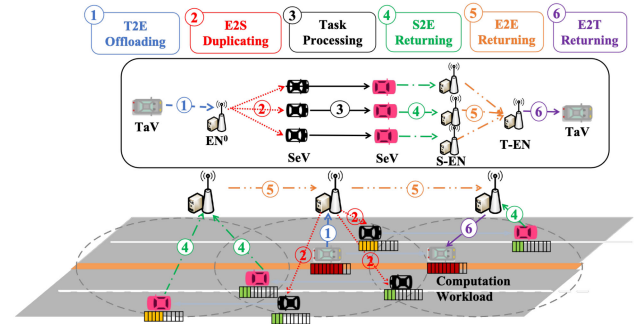 1 T2E Offloading
2 E2S Duplicating
3 Task Processing
4 S2E Returning
5 E2E Returning
6 E2T Returning
TaV
1
EN⁰
2
3
4
5
6
SeV
SeV
S-EN
T-EN
TaV
5
5
4
4
2
1
2
2
6
4
Computation
Workload